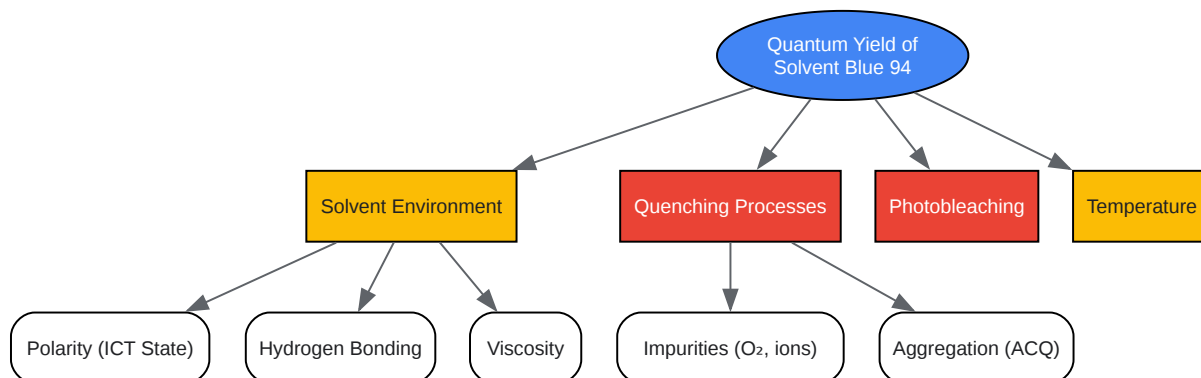 Quantum Yield of
Solvent Blue 94
Solvent Environment
Quenching Processes
Photobleaching
Temperature
Polarity (ICT State)
Hydrogen Bonding
Viscosity
Impurities (O₂, ions)
Aggregation (ACQ)